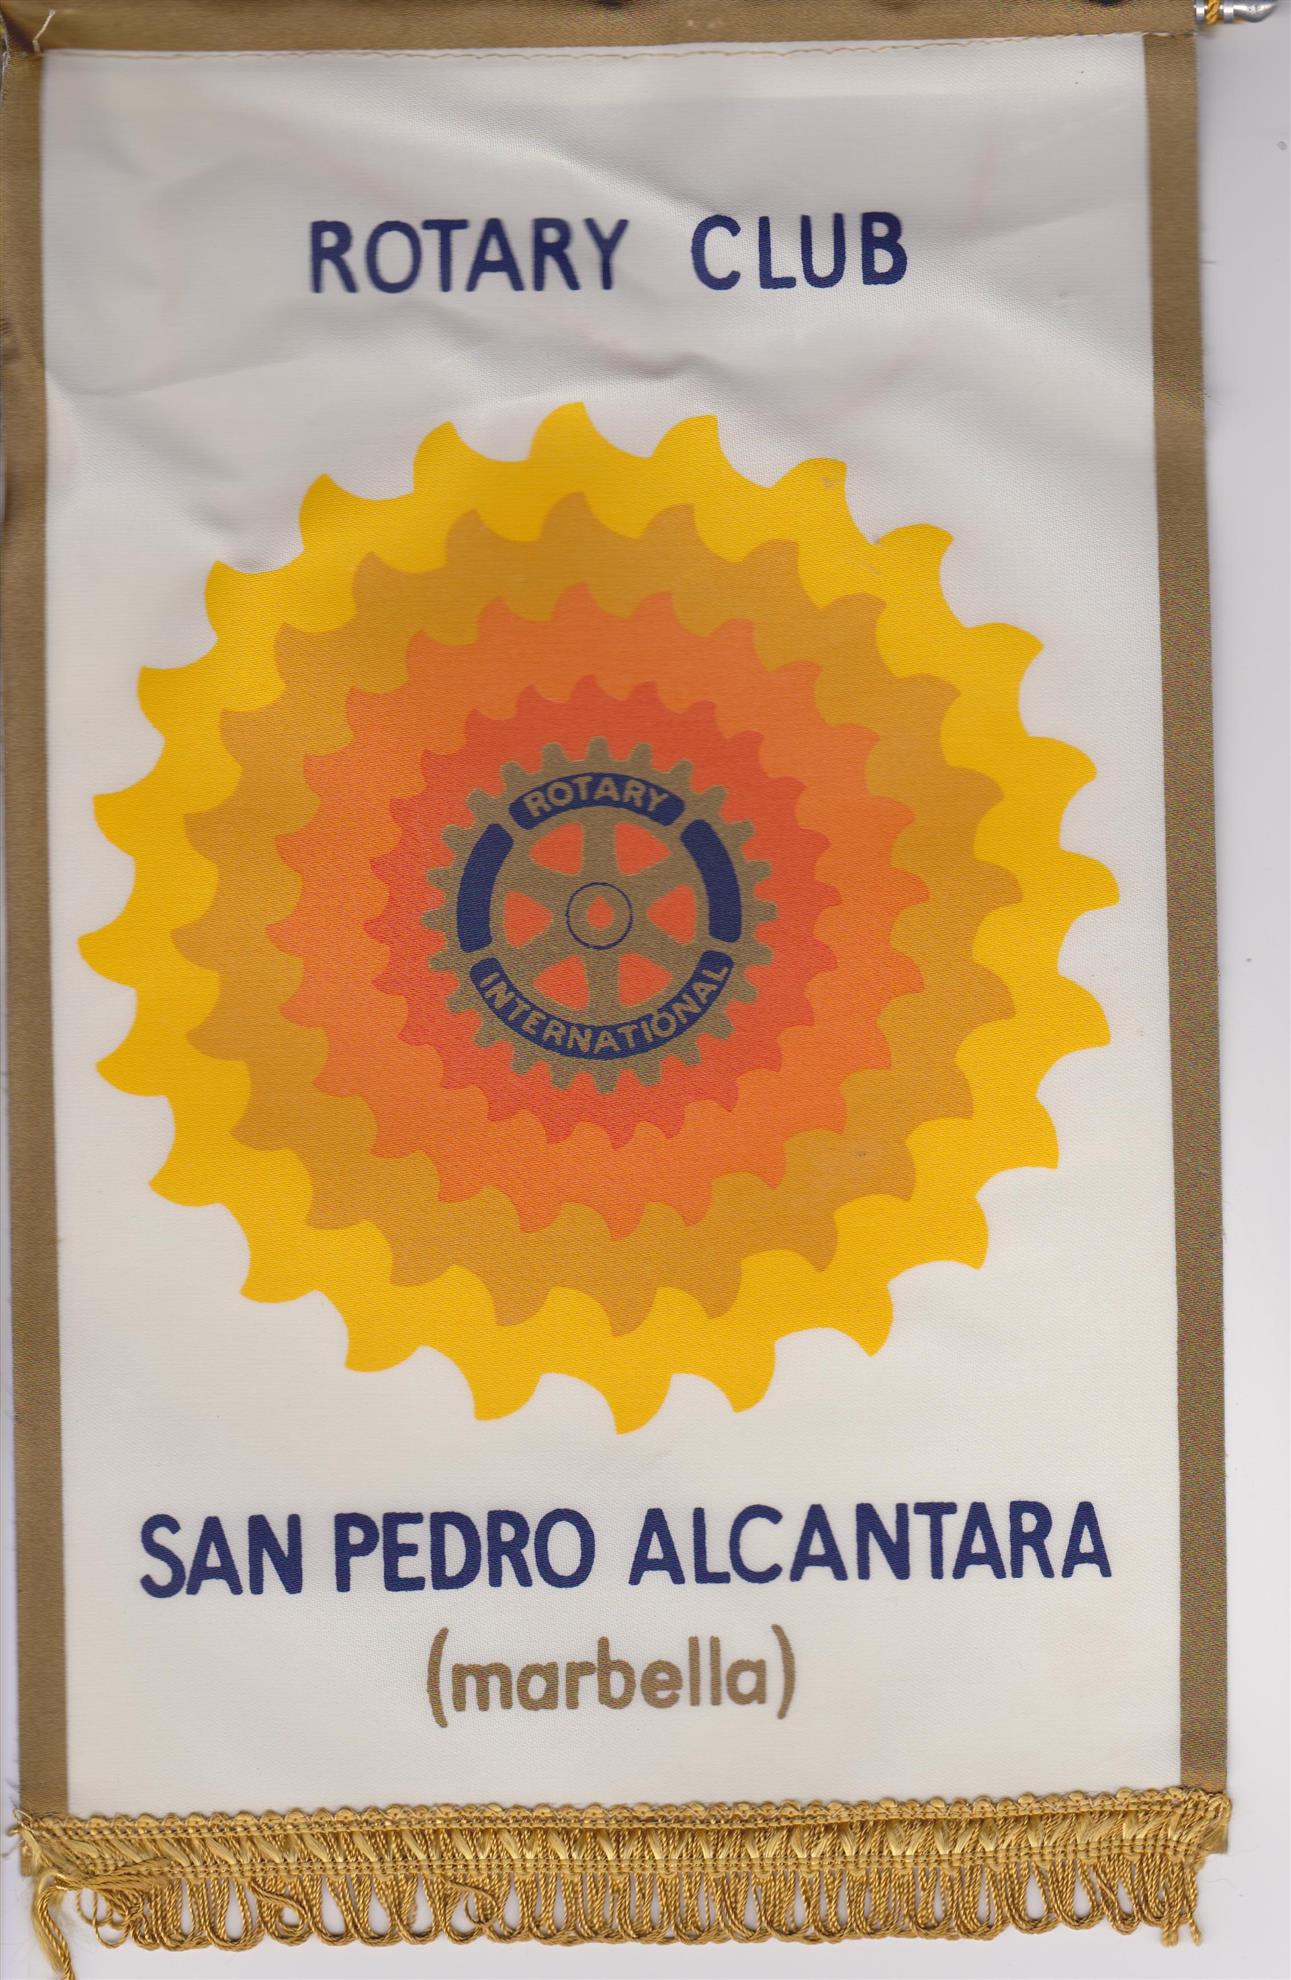 ROTARY CLUB
ROTARY
INTERNATIONAL
SAN PEDRO ALCANTARA
(marbella)